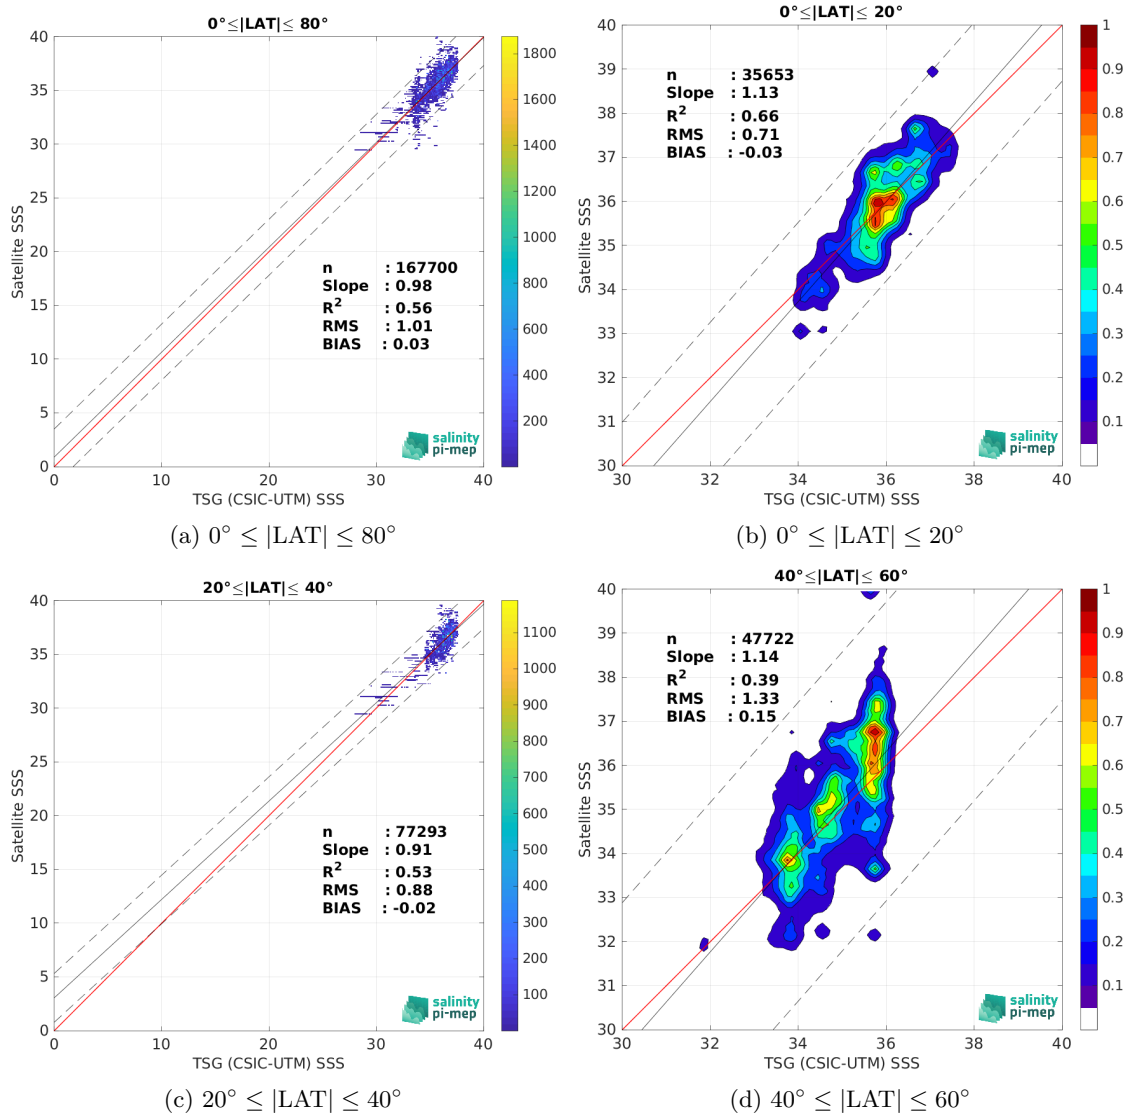 0°≤|LAT|≤ 80°
40
35
30
25
20
15
10
5
0
Satellite SSS
n : 167700
Slope : 0.98
R² : 0.56
RMS : 1.01
BIAS : 0.03
salinity
pi-mep
0 10 20 30 40
TSG (CSIC-UTM) SSS
1800
1600
1400
1200
1000
800
600
400
200
(a) 0° ≤ |LAT| ≤ 80°
0°≤|LAT|≤ 20°
40
39
38
37
36
35
34
33
32
31
30
Satellite SSS
n : 35653
Slope : 1.13
R² : 0.66
RMS : 0.71
BIAS : -0.03
salinity
pi-mep
30 32 34 36 38 40
TSG (CSIC-UTM) SSS
1
0.9
0.8
0.7
0.6
0.5
0.4
0.3
0.2
0.1
(b) 0° ≤ |LAT| ≤ 20°
20°≤|LAT|≤ 40°
40
35
30
25
20
15
10
5
0
Satellite SSS
n : 77293
Slope : 0.91
R² : 0.53
RMS : 0.88
BIAS : -0.02
salinity
pi-mep
0 10 20 30 40
TSG (CSIC-UTM) SSS
1100
1000
900
800
700
600
500
400
300
200
100
(c) 20° ≤ |LAT| ≤ 40°
40°≤|LAT|≤ 60°
40
39
38
37
36
35
34
33
32
31
30
Satellite SSS
n : 47722
Slope : 1.14
R² : 0.39
RMS : 1.33
BIAS : 0.15
salinity
pi-mep
30 32 34 36 38 40
TSG (CSIC-UTM) SSS
1
0.9
0.8
0.7
0.6
0.5
0.4
0.3
0.2
0.1
(d) 40° ≤ |LAT| ≤ 60°